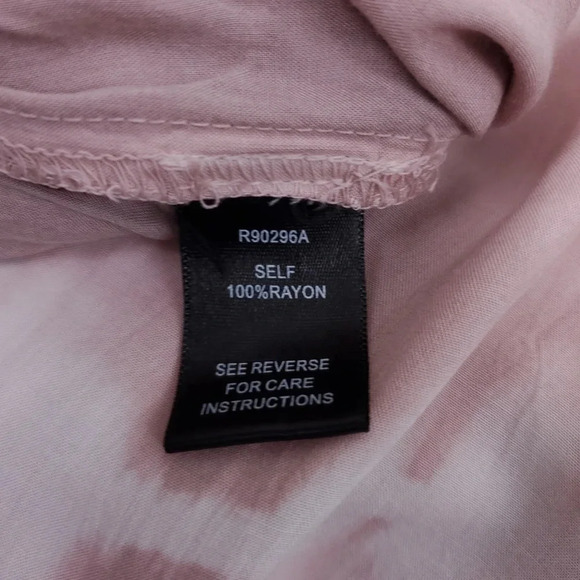 R90296A
SELF
100%RAYON
SEE REVERSE
FOR CARE
INSTRUCTIONS